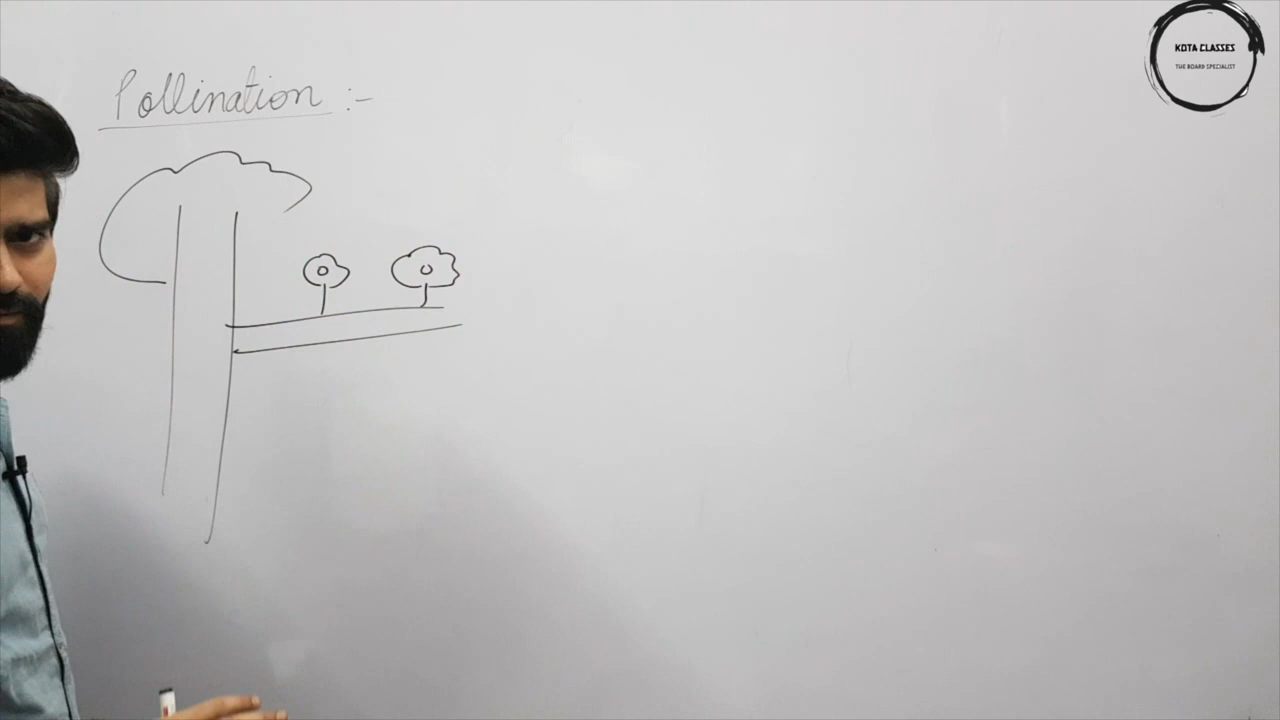 Pollination :-
KOTA CLASSES
THE BOARD SPECIALIST